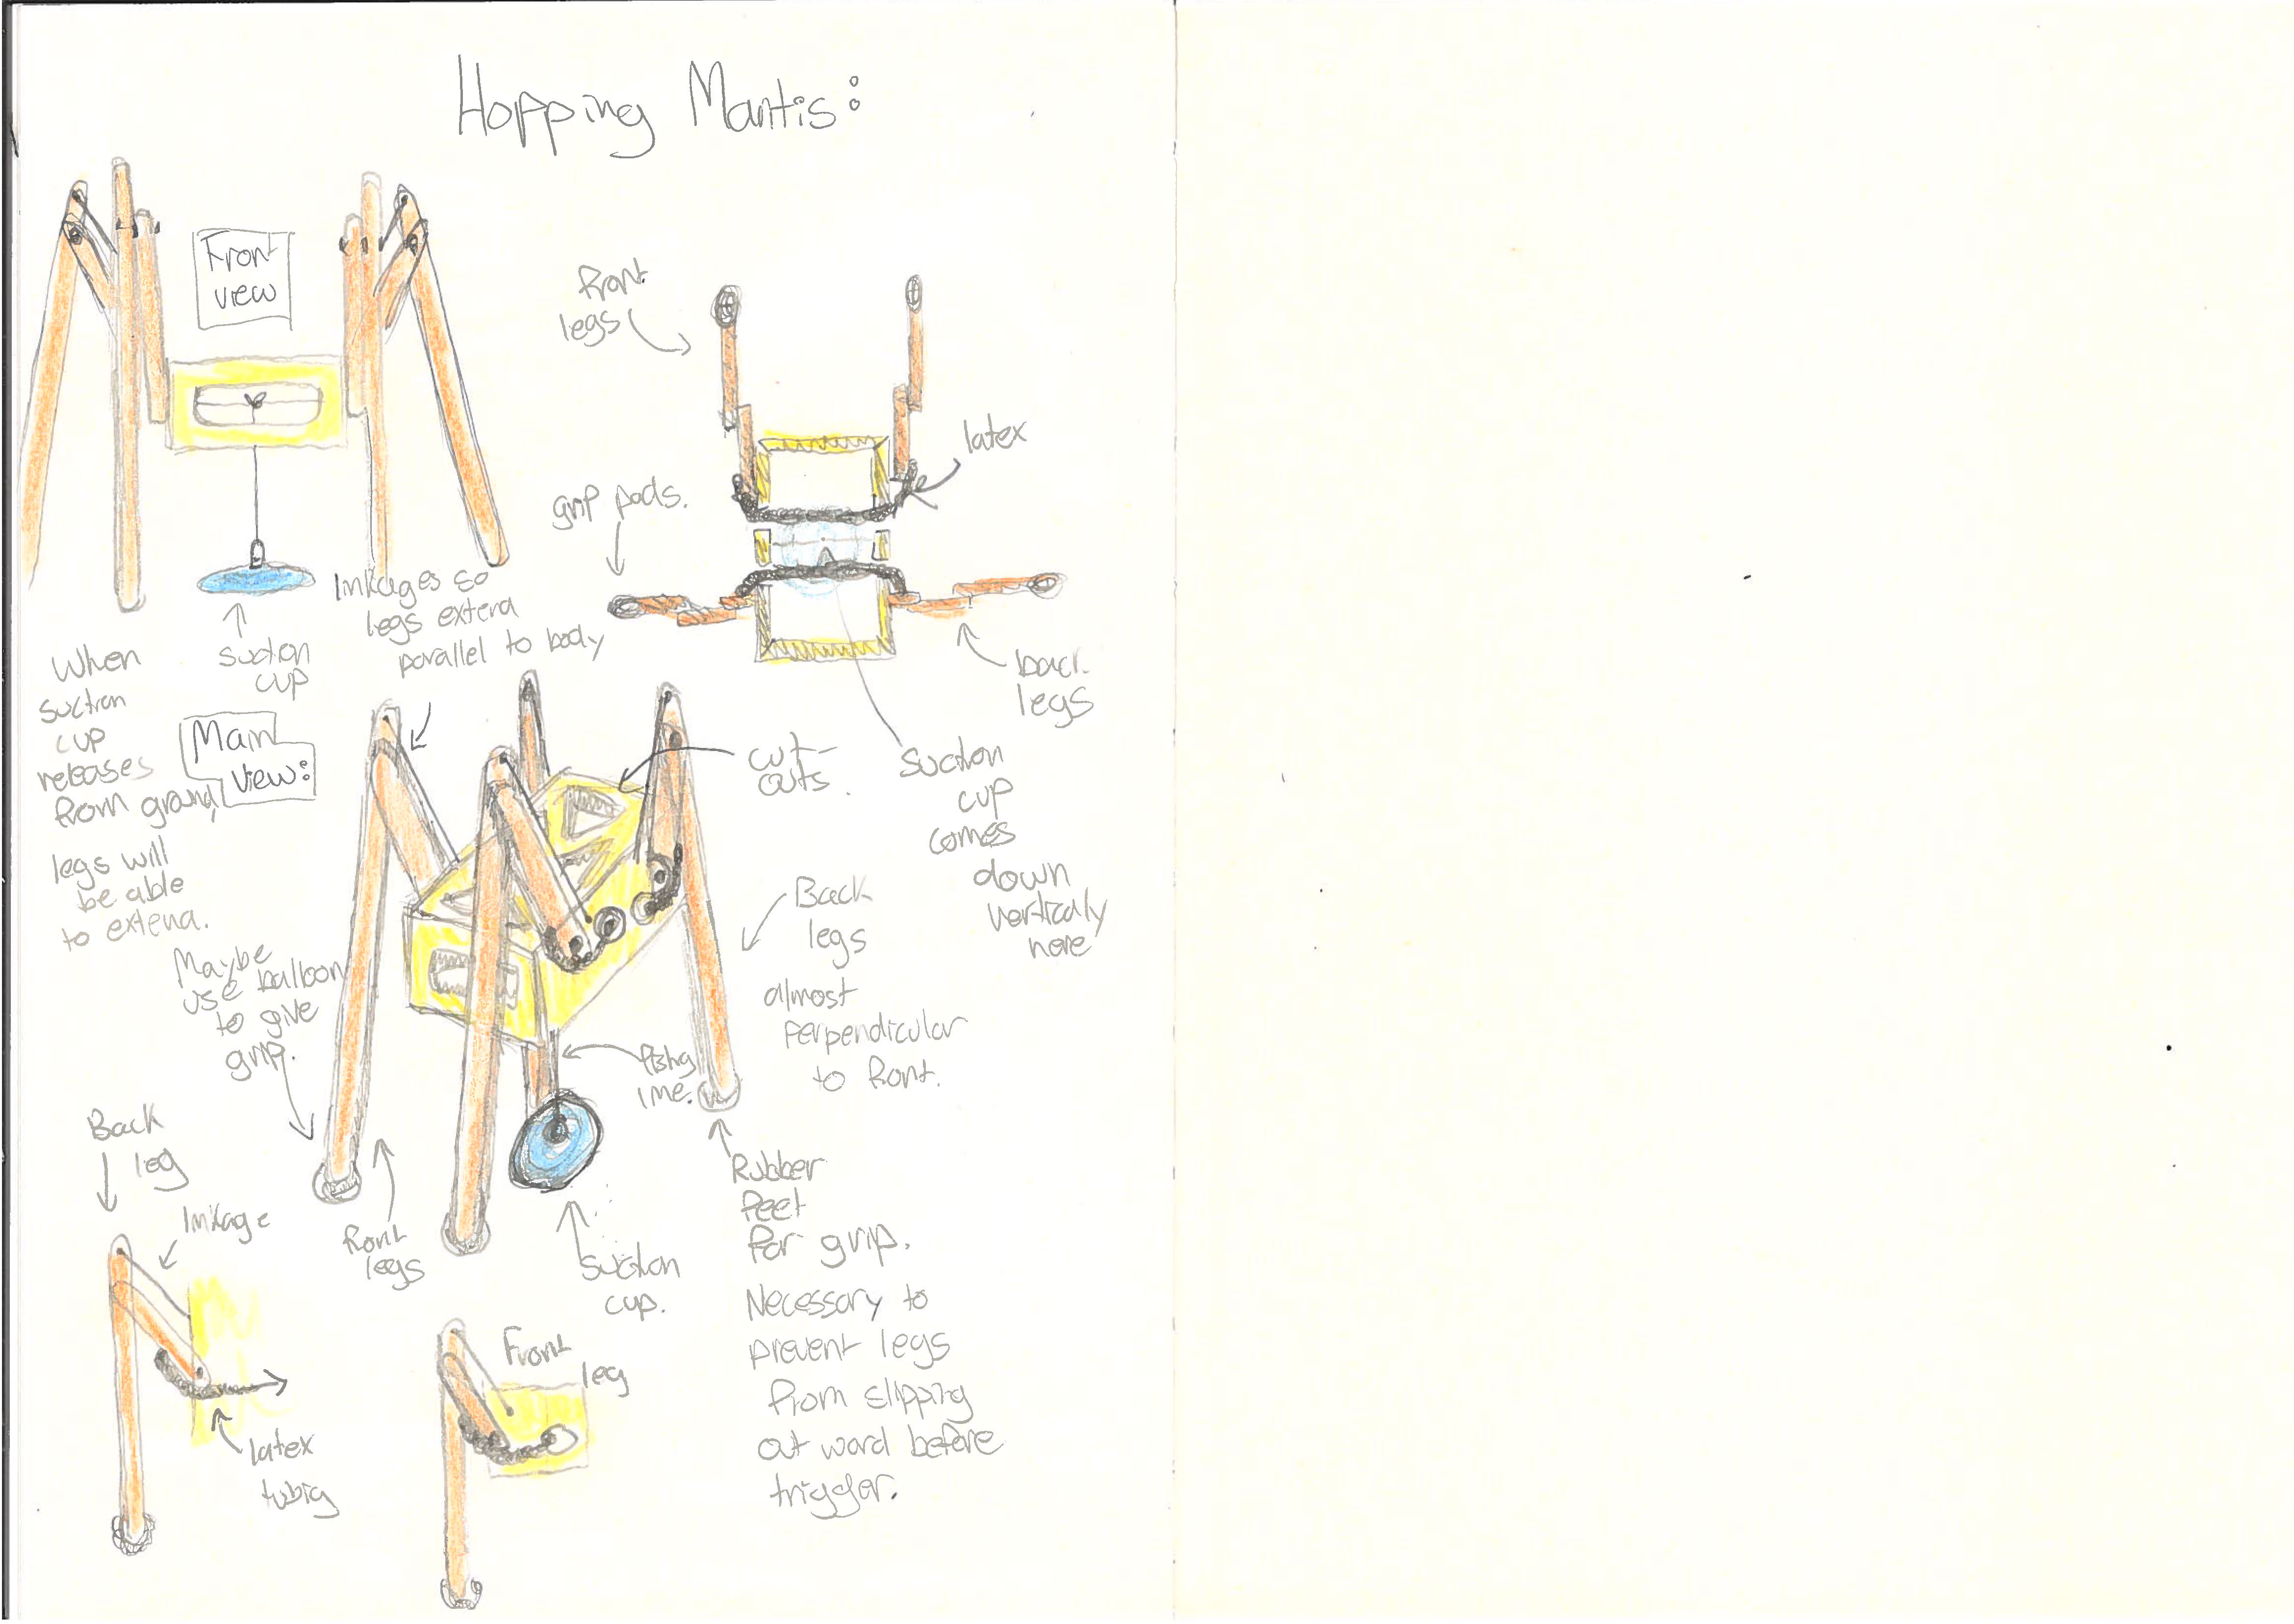 Hopping Mantis:
Front
view
front
legs
latex
grip pads.
linkages so
legs extend
parallel to body
suction
cup
When
suction
cup
releases
from ground,
legs will
be able
to extend.
Main
view:
back
legs
cut-
outs.
suction
cup
comes
down
verticaly
here
Back
legs
almost
perpendicular
to front.
Maybe
use balloon
to give
grip.
fishing
line.
Back
leg
linkage
front
legs
suction
cup.
Rubber
feet
for grip.
Necessary to
prevent legs
from slipping
out ward before
trigger.
Front
leg
latex
tubig